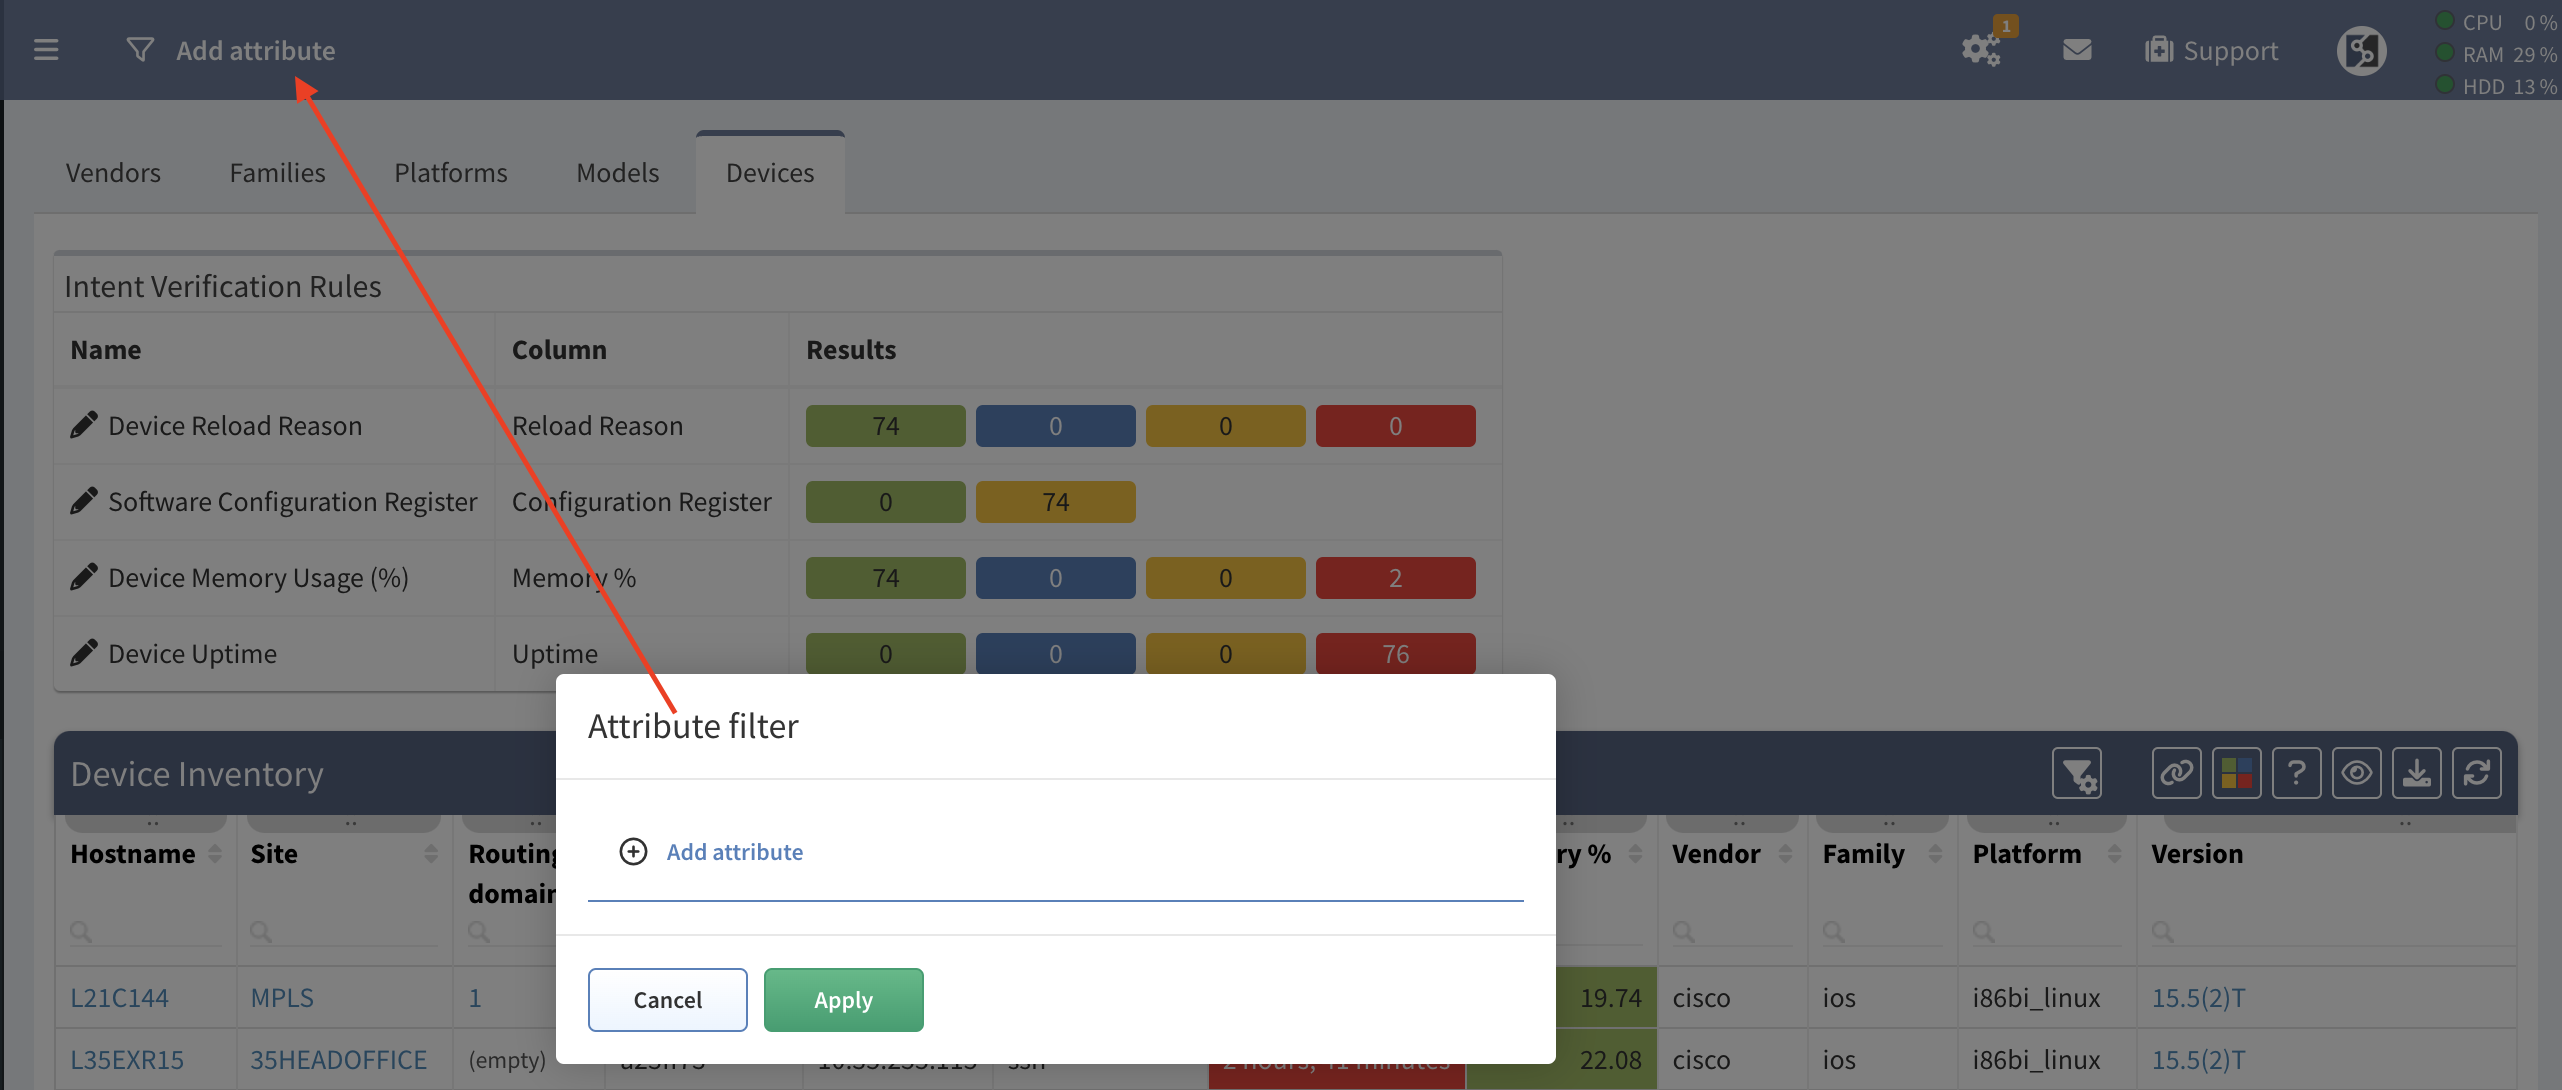 Add attribute
1
Support
CPU 0 %
RAM 29 %
HDD 13 %
Vendors Families Platforms Models Devices
Intent Verification Rules
Name Column Results
Device Reload Reason Reload Reason 74 0 0 0
Software Configuration Register Configuration Register 0 74
Device Memory Usage (%) Memory % 74 0 0 2
Device Uptime Uptime 0 0 0 76
Attribute filter
Add attribute
Cancel Apply
Device Inventory
?
Hostname Site Routing ry % Vendor Family Platform Version
domain
L21C144 MPLS 1 19.74 cisco ios i86bi_linux 15.5(2)T
L35EXR15 35HEADOFFICE (empty) 22.08 cisco ios i86bi_linux 15.5(2)T